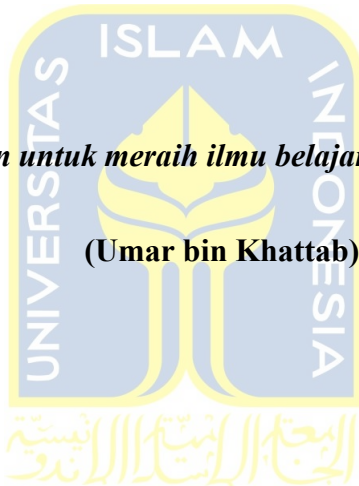 ISLAM
UNIVERSITAS
INDONESIA
n untuk meraih ilmu belajar
(Umar bin Khattab)